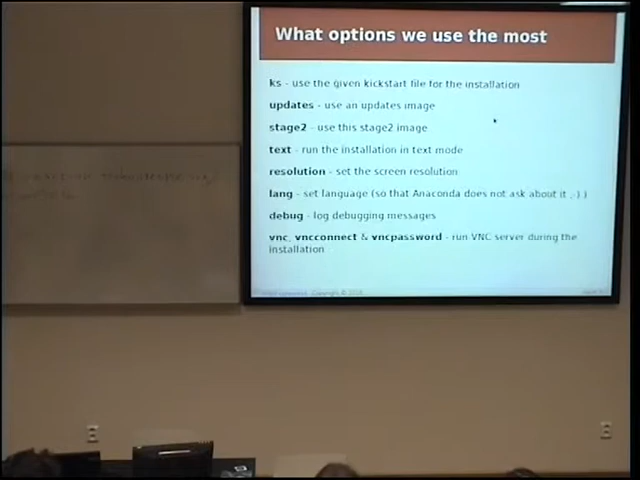 What options we use the most
ks - use the given kickstart file for the installation
updates - use an updates image
stage2 - use this stage2 image
text - run the installation in text mode
resolution - set the screen resolution
lang - set language (so that Anaconda does not ask about it ;-) )
debug - log debugging messages
vnc, vncconnect & vncpassword - run VNC server during the
installation